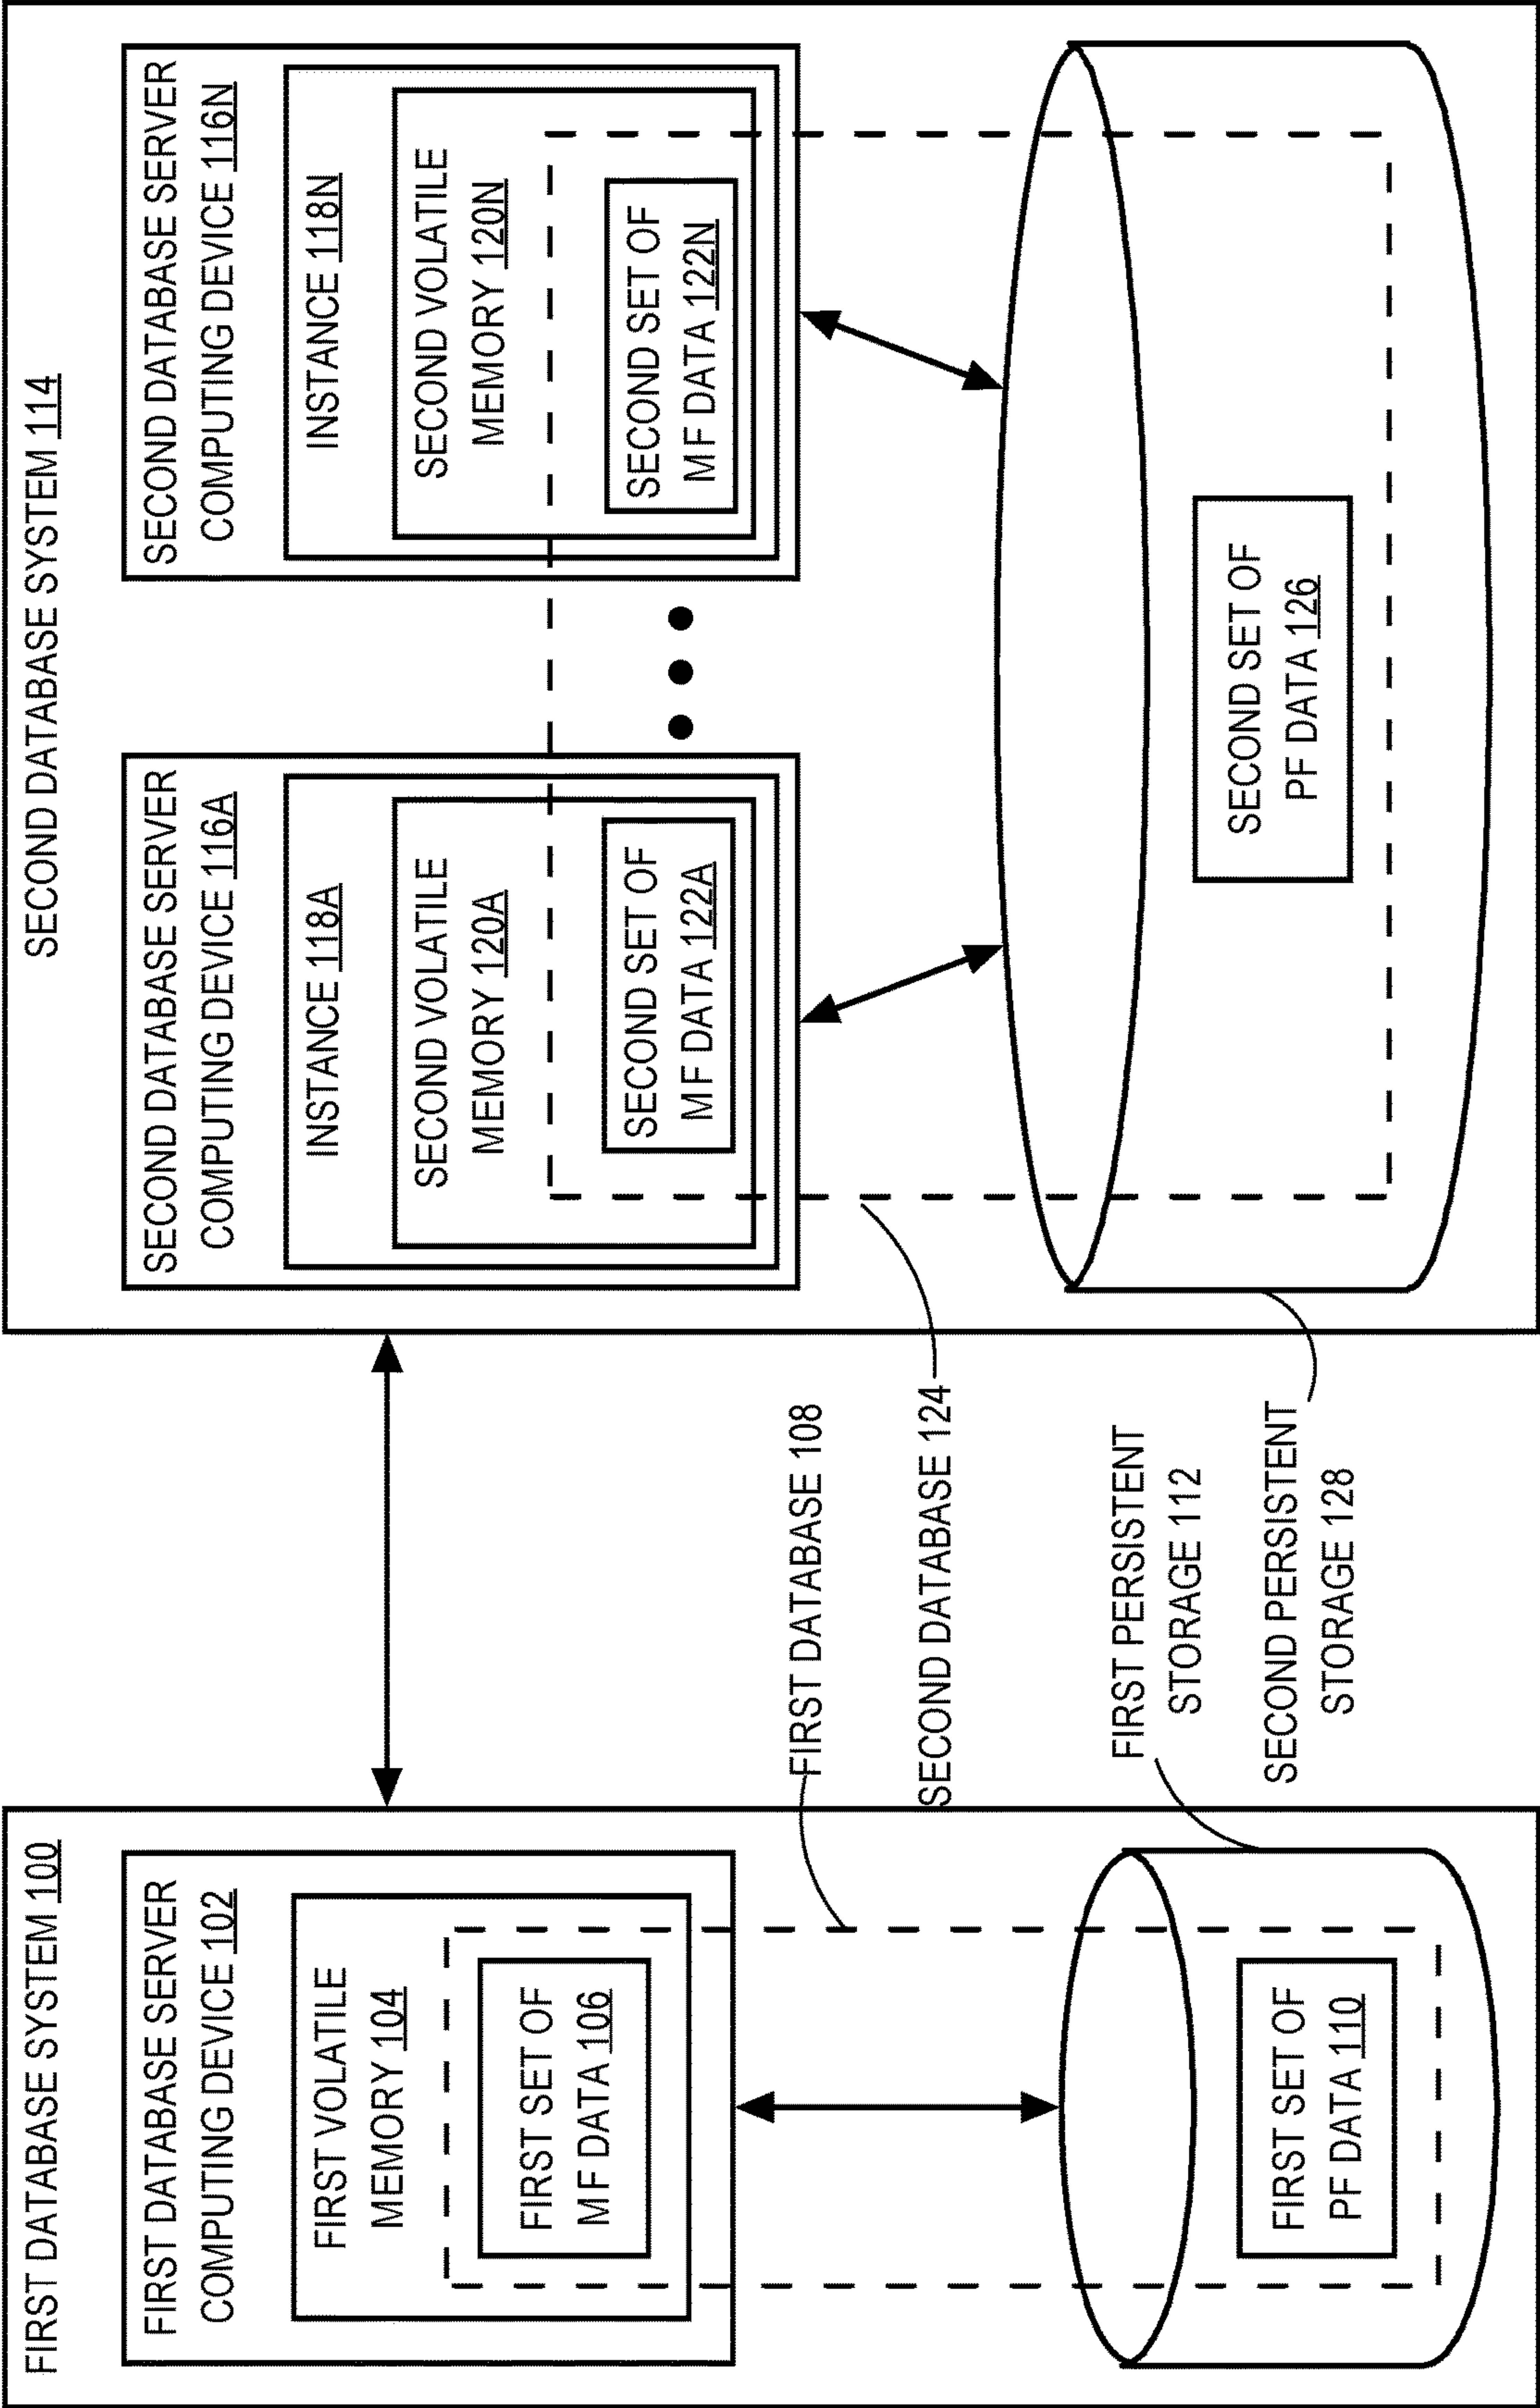 FIRST DATABASE SYSTEM 100
FIRST DATABASE SERVER
COMPUTING DEVICE 102
FIRST VOLATILE
MEMORY 104
FIRST SET OF
MF DATA 106
FIRST SET OF
PF DATA 110
FIRST DATABASE 108
SECOND DATABASE 124
FIRST PERSISTENT
STORAGE 112
SECOND PERSISTENT
STORAGE 128
SECOND DATABASE SYSTEM 114
SECOND DATABASE SERVER
COMPUTING DEVICE 116A
INSTANCE 118A
SECOND VOLATILE
MEMORY 120A
SECOND SET OF
MF DATA 122A
SECOND DATABASE SERVER
COMPUTING DEVICE 116N
INSTANCE 118N
SECOND VOLATILE
MEMORY 120N
SECOND SET OF
MF DATA 122N
SECOND SET OF
PF DATA 126